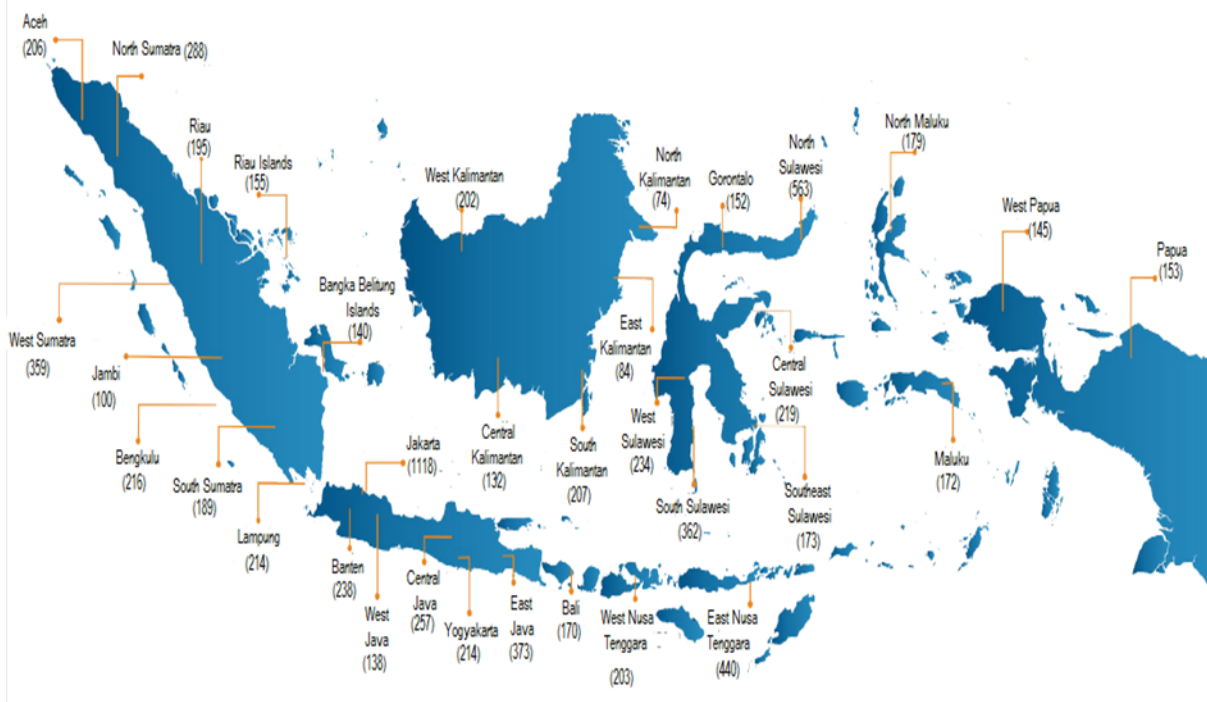 Aceh
(206)
North Sumatra (288)
Riau
(195)
Riau Islands
(155)
West Kalimantan
(202)
North
Kalimantan
(74)
Gorontalo
(152)
North
Sulawesi
(563)
North Maluku
(179)
West Papua
(145)
Papua
(153)
Bangka Belitung
Islands
(140)
West Sumatra
(359)
Jambi
(100)
East
Kalimantan
(84)
Central
Sulawesi
(219)
Bengkulu
(216)
South Sumatra
(189)
Lampung
(214)
Jakarta
(1118)
Central
Kalimantan
(132)
South
Kalimantan
(207)
West
Sulawesi
(234)
South Sulawesi
(362)
Southeast
Sulawesi
(173)
Maluku
(172)
Banten
(238)
West
Java
(138)
Central
Java
(257)
Yogyakarta
(214)
East
Java
(373)
Bali
(170)
West Nusa
Tenggara
(203)
East Nusa
Tenggara
(440)